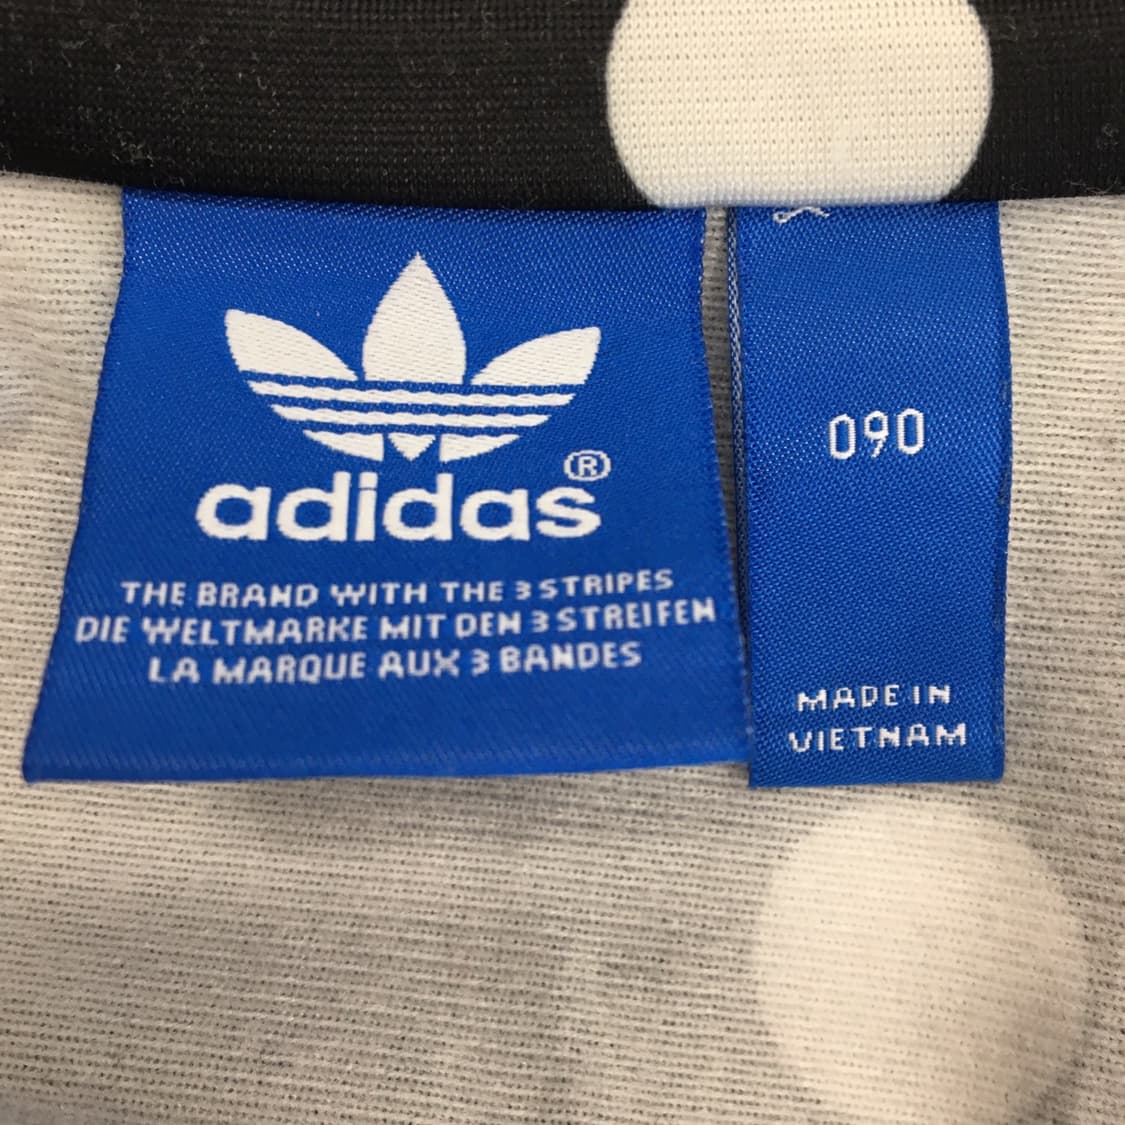 adidas®
THE BRAND WITH THE 3 STRIPES
DIE WELTMARKE MIT DEN 3 STREIFEN
LA MARQUE AUX 3 BANDES
090
MADE IN
VIETNAM